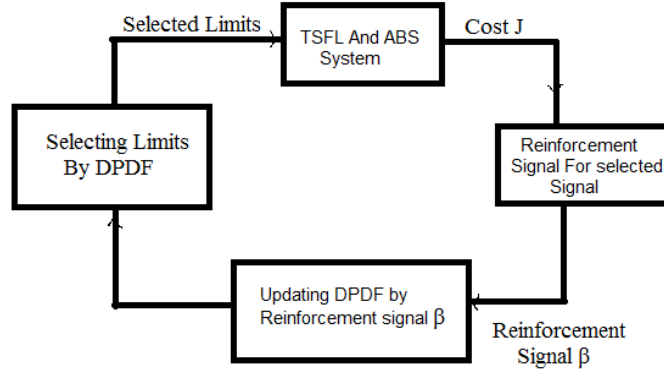 Selected Limits
TSFL And ABS
System
Cost J
Selecting Limits
By DPDF
Reinforcement
Signal For selected
Signal
Updating DPDF by
Reinforcement signal β
Reinforcement
Signal β